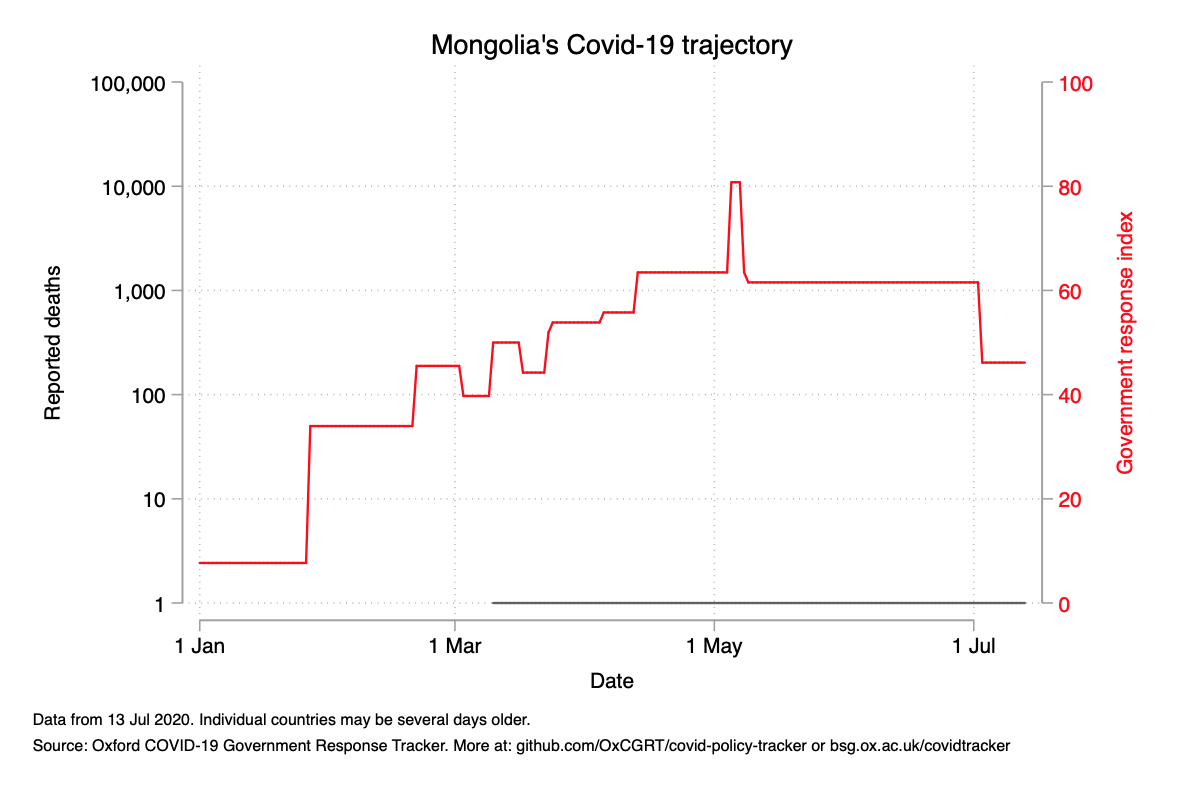 Mongolia's Covid-19 trajectory
100,000
10,000
1,000
100
10
1
Reported deaths
100
80
60
40
20
0
Government response index
1 Jan
1 Mar
1 May
1 Jul
Date
Data from 13 Jul 2020. Individual countries may be several days older.
Source: Oxford COVID-19 Government Response Tracker. More at: github.com/OxCGRT/covid-policy-tracker or bsg.ox.ac.uk/covidtracker